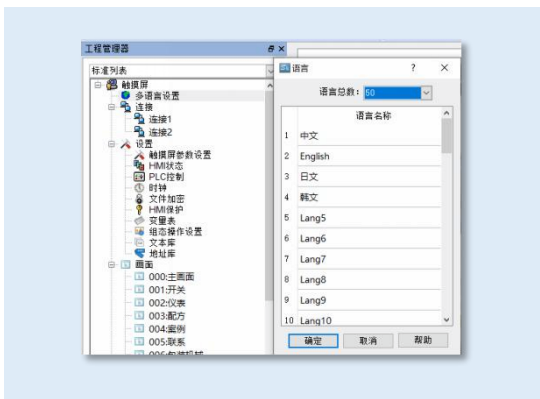 工程管理器
标准列表
触摸屏
多语言设置
连接
连接1
连接2
设置
触摸屏参数设置
HMI状态
PLC控制
时钟
文件加密
HMI保护
变量表
组态操作设置
文本库
地址库
画面
000:主画面
001:开关
002:仪表
003:配方
004:案例
005:联系
006:包装机械
语言
?
×
语言总数: 50
语言名称
1 中文
2 English
3 日文
4 韩文
5 Lang5
6 Lang6
7 Lang7
8 Lang8
9 Lang9
10 Lang10
确定 取消 帮助